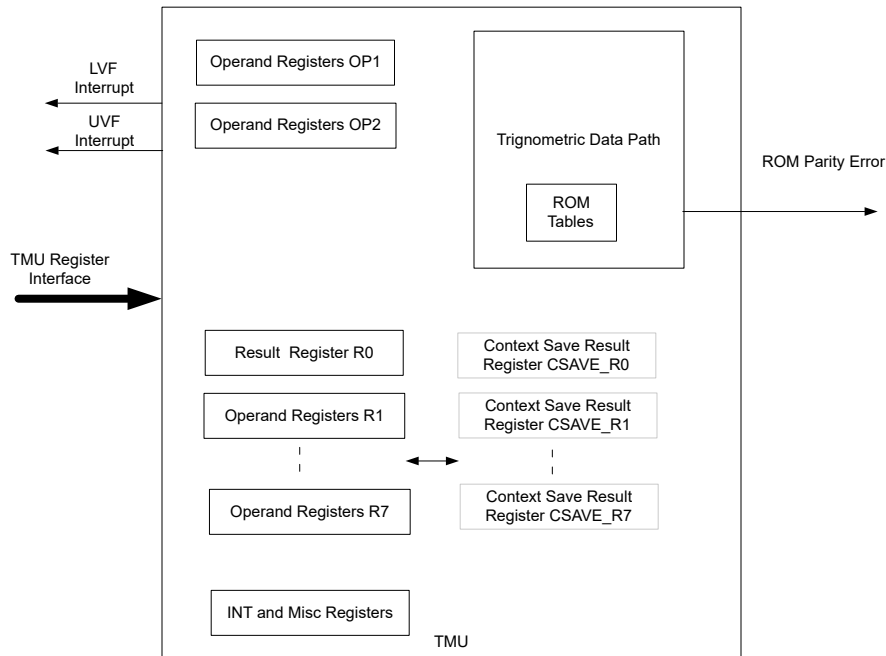 Operand Registers OP1
LVF
Interrupt
Operand Registers OP2
UVF
Interrupt
Trignometric Data Path
ROM Parity Error
ROM
Tables
TMU Register
Interface
Result Register R0
Context Save Result
Register CSAVE_R0
Operand Registers R1
Context Save Result
Register CSAVE_R1
Operand Registers R7
Context Save Result
Register CSAVE_R7
INT and Misc Registers
TMU